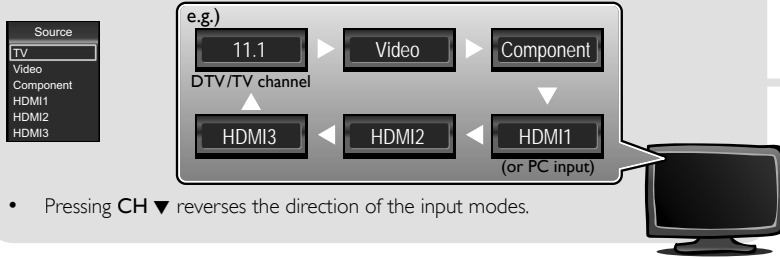 Source
TV
Video
Component
HDMI1
HDMI2
HDMI3
e.g.)
11.1 Video Component
DTV/TV channel
HDMI3 HDMI2 HDMI1
(or PC input)
• Pressing CH ▼ reverses the direction of the input modes.